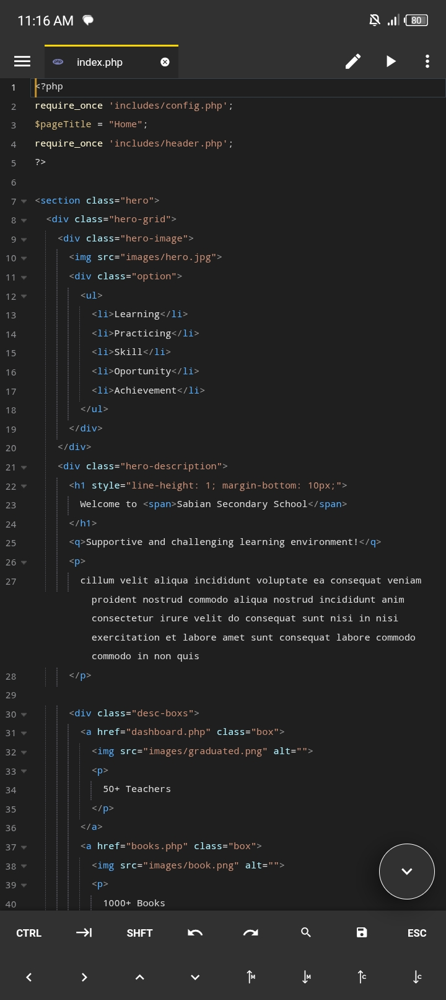 11:16 AM 80
php index.php
1 <?php
2 require_once 'includes/config.php';
3 $pageTitle = "Home";
4 require_once 'includes/header.php';
5 ?>
6
7 <section class="hero">
8 <div class="hero-grid">
9 <div class="hero-image">
10 <img src="images/hero.jpg">
11 <div class="option">
12 <ul>
13 <li>Learning</li>
14 <li>Practicing</li>
15 <li>Skill</li>
16 <li>Oportunity</li>
17 <li>Achievement</li>
18 </ul>
19 </div>
20 </div>
21 <div class="hero-description">
22 <h1 style="line-height: 1; margin-bottom: 10px;">
23 Welcome to <span>Sabian Secondary School</span>
24 </h1>
25 <q>Supportive and challenging learning environment!</q>
26 <p>
27 cillum velit aliqua incididunt voluptate ea consequat veniam
proident nostrud commodo aliqua nostrud incididunt anim
consectetur irure velit do consequat sunt nisi in nisi
exercitation et labore amet sunt consequat labore commodo
commodo in non quis
28 </p>
29
30 <div class="desc-boxs">
31 <a href="dashboard.php" class="box">
32 <img src="images/graduated.png" alt="">
33 <p>
34 50+ Teachers
35 </p>
36 </a>
37 <a href="books.php" class="box">
38 <img src="images/book.png" alt="">
39 <p>
40 1000+ Books
CTRL SHFT ESC
M M C C